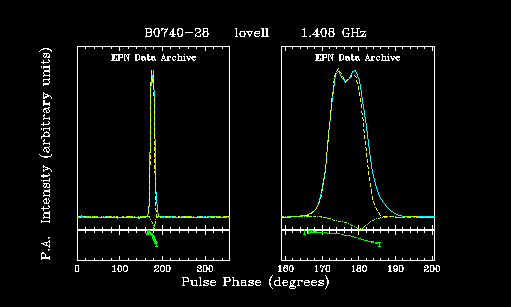 B0740-28 lovell 1.408 GHz
EPN Data Archive EPN Data Archive
P.A. Intensity (arbitrary units)
0 100 200 300 160 170 180 190 200
Pulse Phase (degrees)